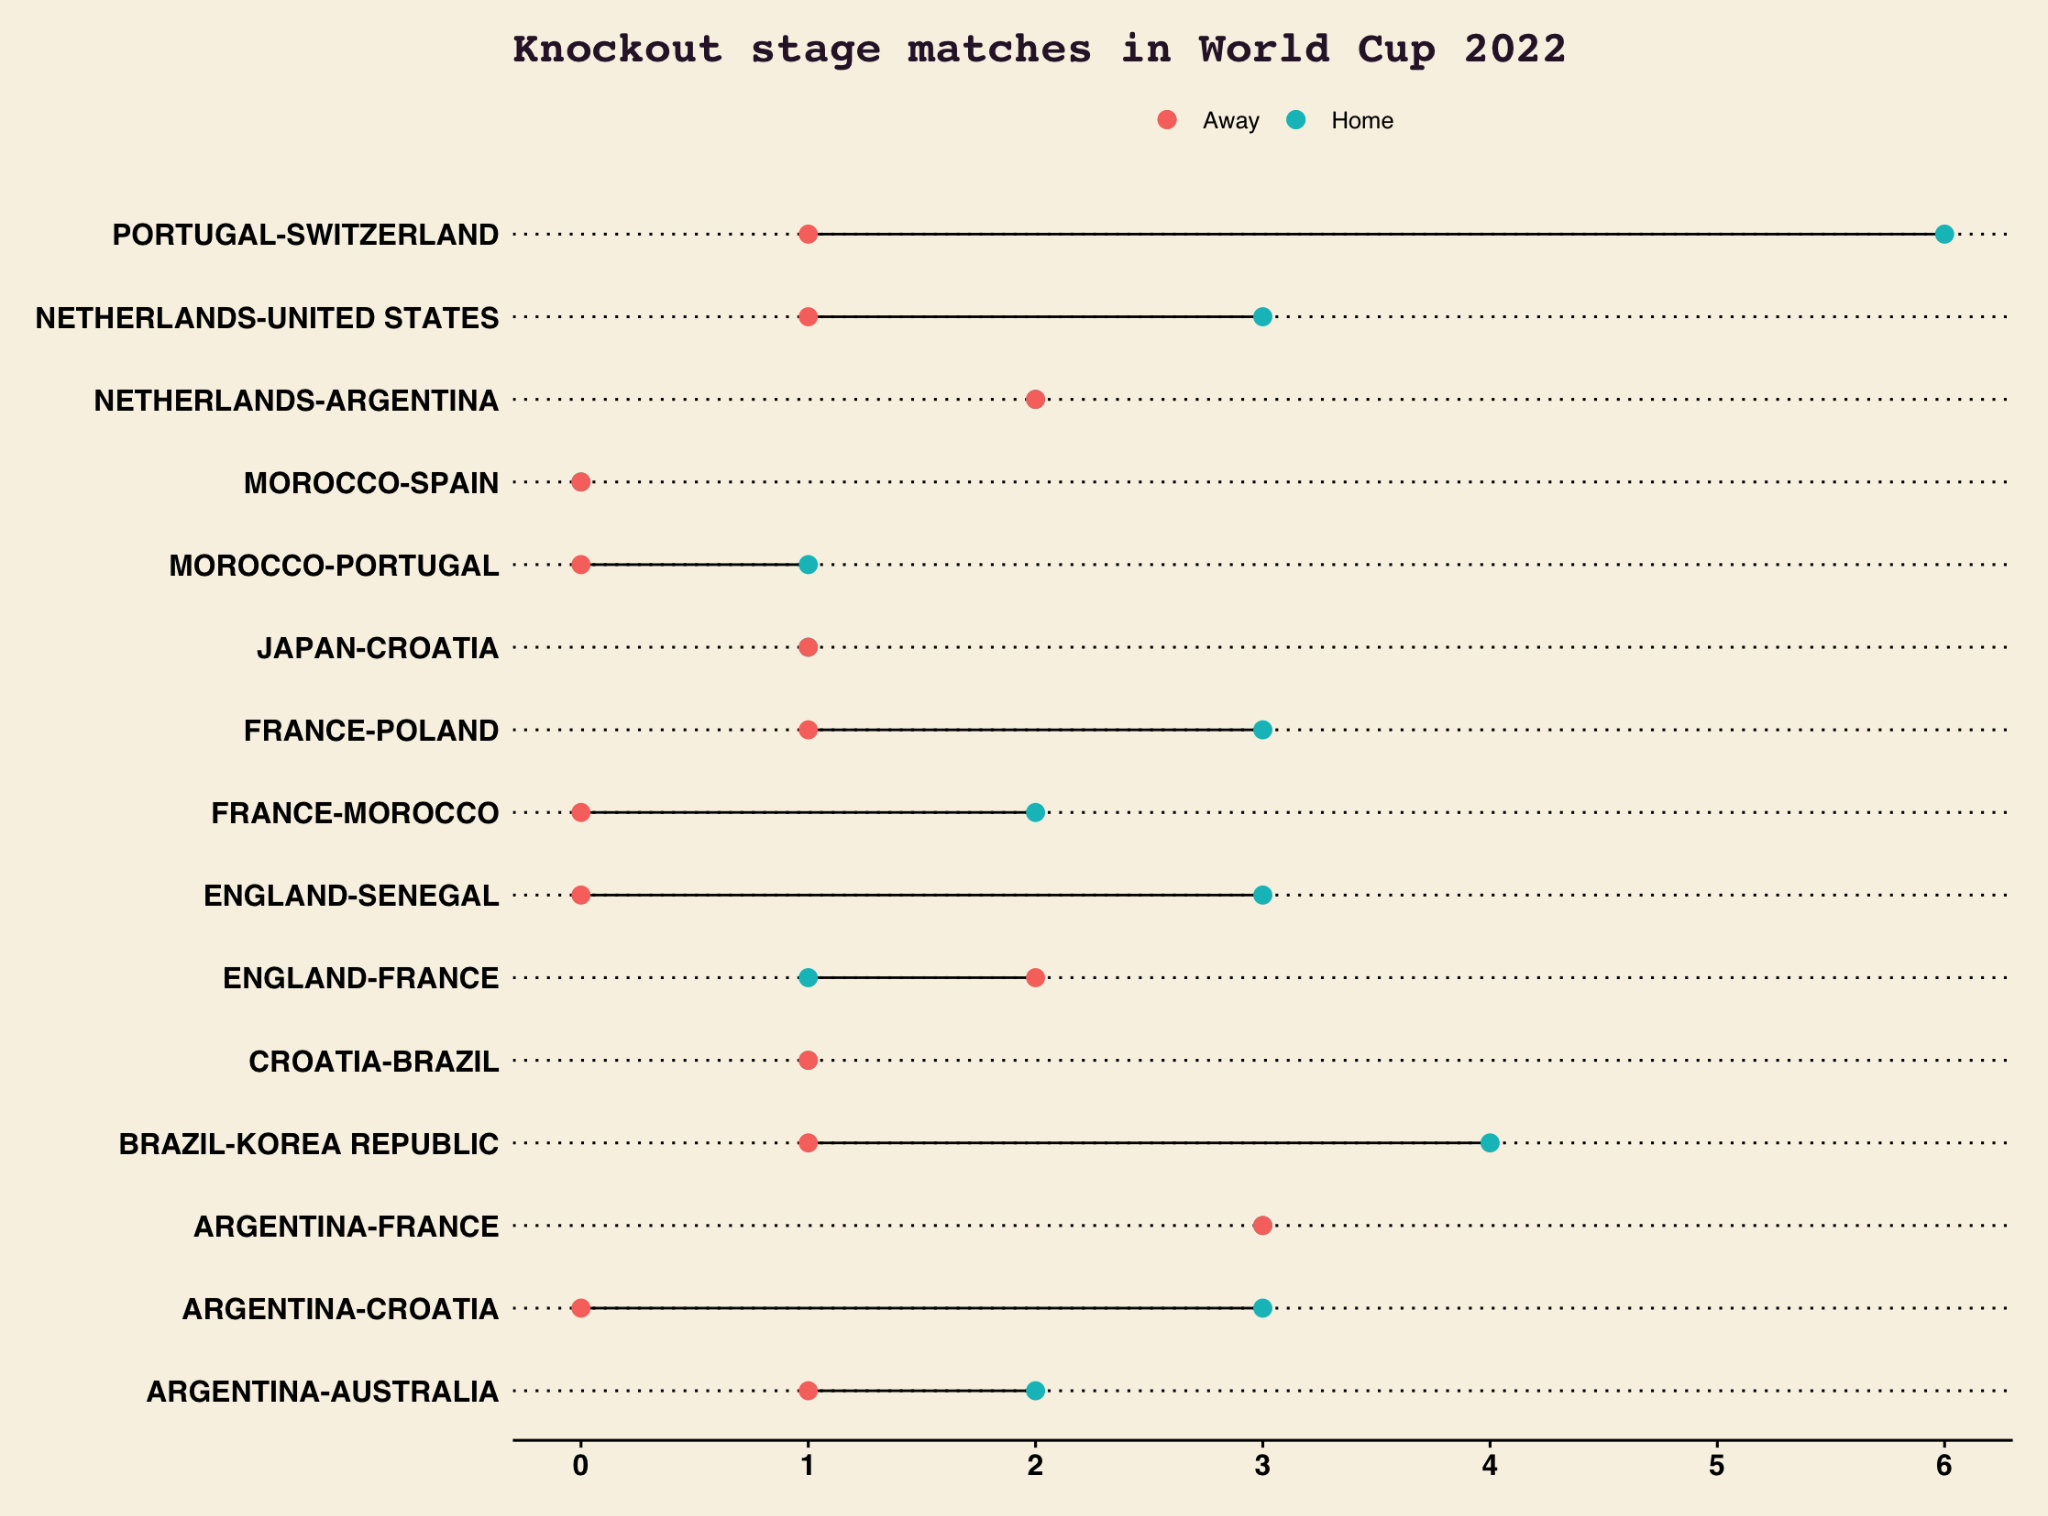 Knockout stage matches in World Cup 2022
Away Home
PORTUGAL-SWITZERLAND
NETHERLANDS-UNITED STATES
NETHERLANDS-ARGENTINA
MOROCCO-SPAIN
MOROCCO-PORTUGAL
JAPAN-CROATIA
FRANCE-POLAND
FRANCE-MOROCCO
ENGLAND-SENEGAL
ENGLAND-FRANCE
CROATIA-BRAZIL
BRAZIL-KOREA REPUBLIC
ARGENTINA-FRANCE
ARGENTINA-CROATIA
ARGENTINA-AUSTRALIA
0 1 2 3 4 5 6